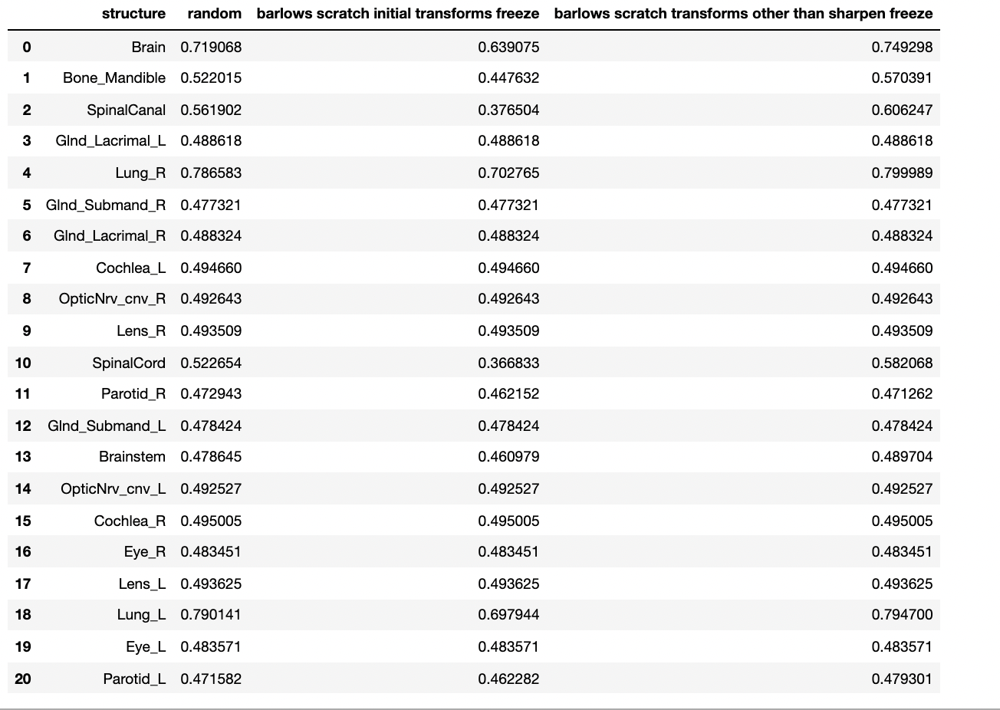 structure random barlows scratch initial transforms freeze barlows scratch transforms other than sharpen freeze
0 Brain 0.719068 0.639075 0.749298
1 Bone_Mandible 0.522015 0.447632 0.570391
2 SpinalCanal 0.561902 0.376504 0.606247
3 Glnd_Lacrimal_L 0.488618 0.488618 0.488618
4 Lung_R 0.786583 0.702765 0.799989
5 Glnd_Submand_R 0.477321 0.477321 0.477321
6 Glnd_Lacrimal_R 0.488324 0.488324 0.488324
7 Cochlea_L 0.494660 0.494660 0.494660
8 OpticNrv_cnv_R 0.492643 0.492643 0.492643
9 Lens_R 0.493509 0.493509 0.493509
10 SpinalCord 0.522654 0.366833 0.582068
11 Parotid_R 0.472943 0.462152 0.471262
12 Glnd_Submand_L 0.478424 0.478424 0.478424
13 Brainstem 0.478645 0.460979 0.489704
14 OpticNrv_cnv_L 0.492527 0.492527 0.492527
15 Cochlea_R 0.495005 0.495005 0.495005
16 Eye_R 0.483451 0.483451 0.483451
17 Lens_L 0.493625 0.493625 0.493625
18 Lung_L 0.790141 0.697944 0.794700
19 Eye_L 0.483571 0.483571 0.483571
20 Parotid_L 0.471582 0.462282 0.479301